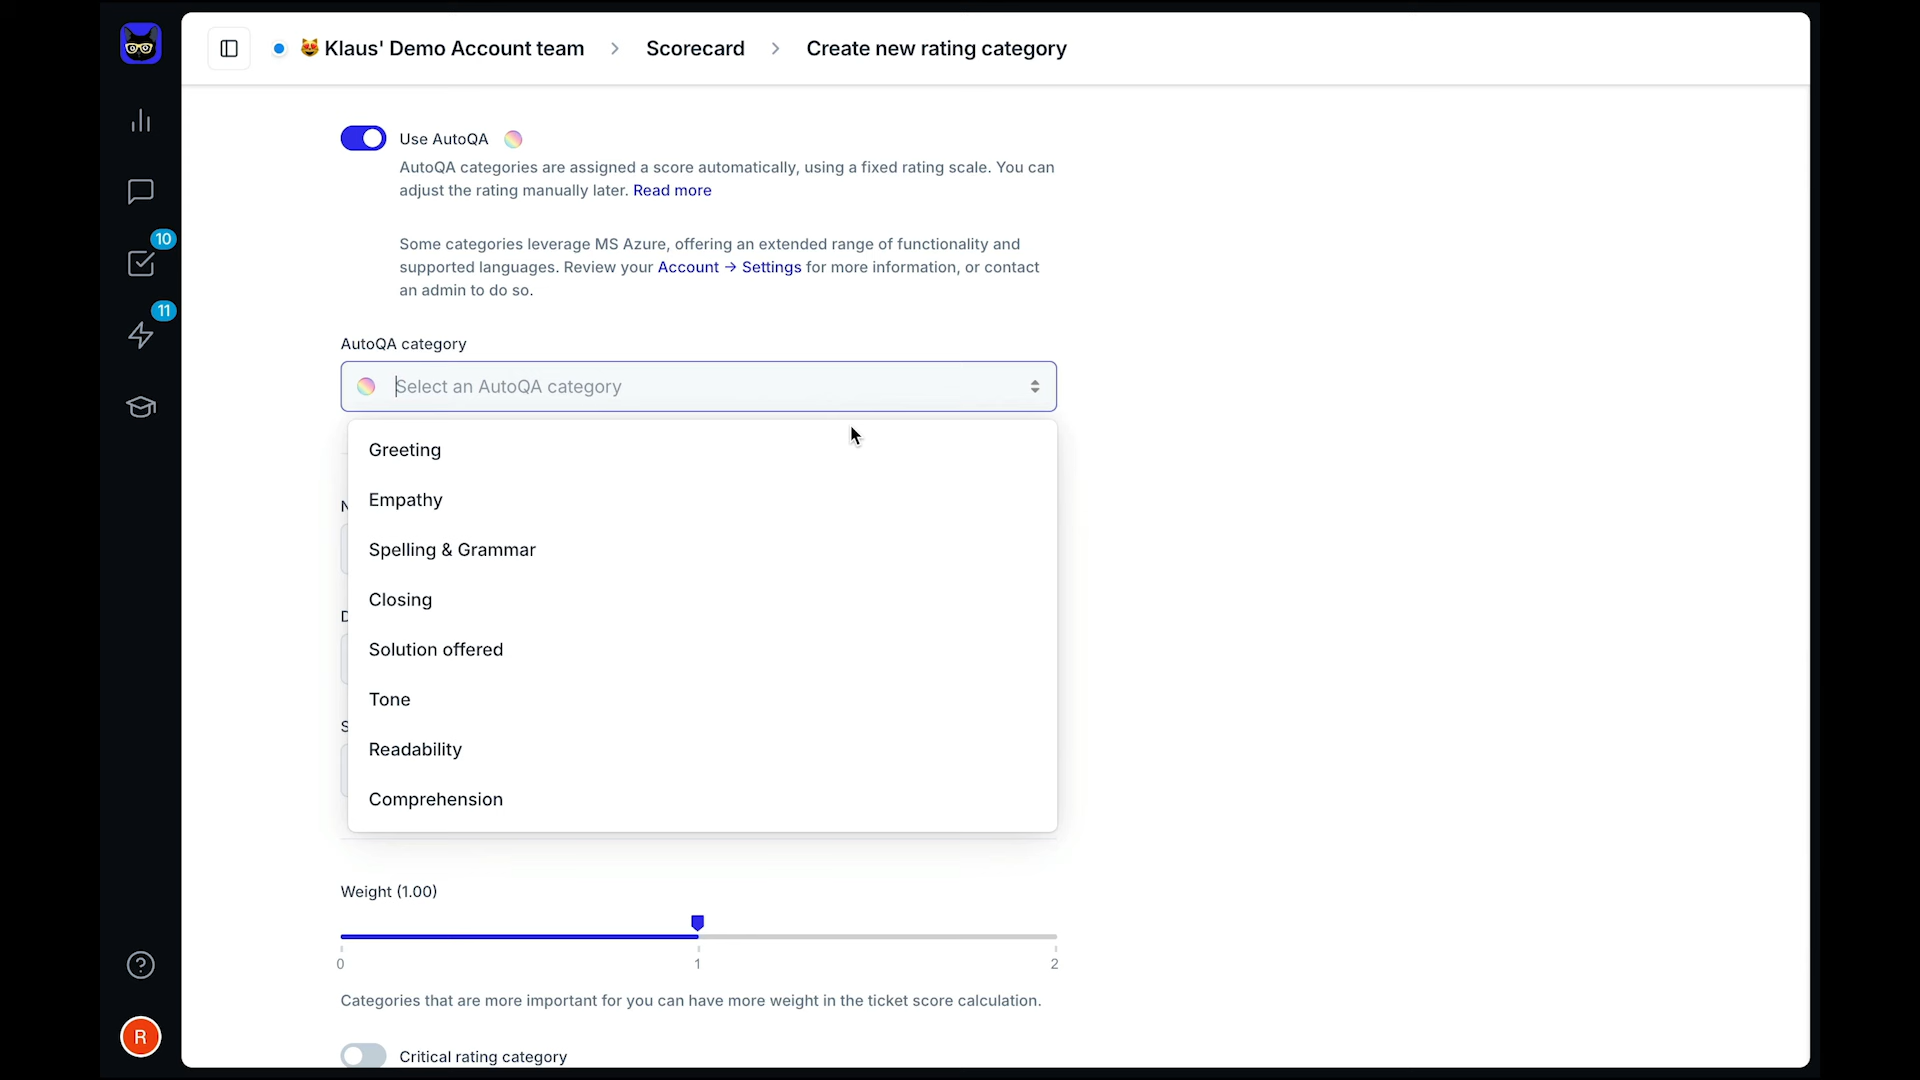 😻 Klaus' Demo Account team > Scorecard > Create new rating category
Use AutoQA
AutoQA categories are assigned a score automatically, using a fixed rating scale. You can
adjust the rating manually later. Read more
Some categories leverage MS Azure, offering an extended range of functionality and
supported languages. Review your Account → Settings for more information, or contact
an admin to do so.
10
11
AutoQA category
Select an AutoQA category
Greeting
Empathy
Spelling & Grammar
Closing
Solution offered
Tone
Readability
Comprehension
Weight (1.00)
0 1 2
Categories that are more important for you can have more weight in the ticket score calculation.
R
Critical rating category